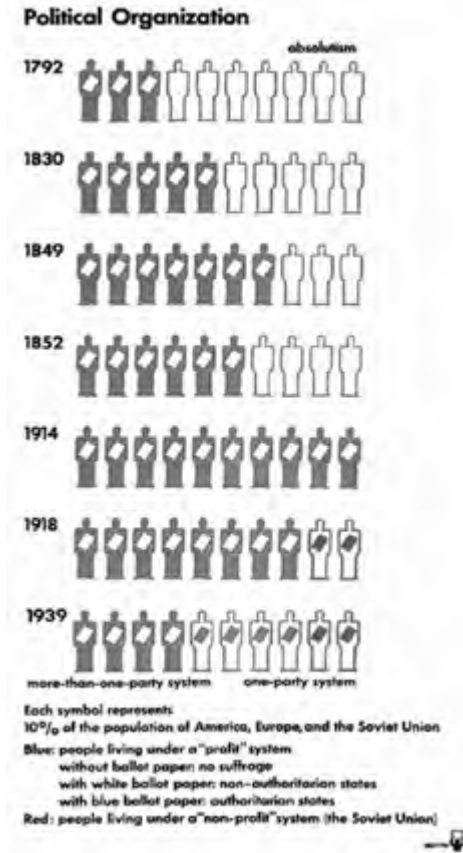 Political Organization
absolutism
1792
1830
1849
1852
1914
1918
1939
more-than-one-party system one-party system
Each symbol represents
10% of the population of America, Europe, and the Soviet Union
Blue: people living under a "profit" system
without ballot paper: no suffrage
with white ballot paper: non-authoritarian states
with blue ballot paper: authoritarian states
Red: people living under a "non-profit" system (the Soviet Union)